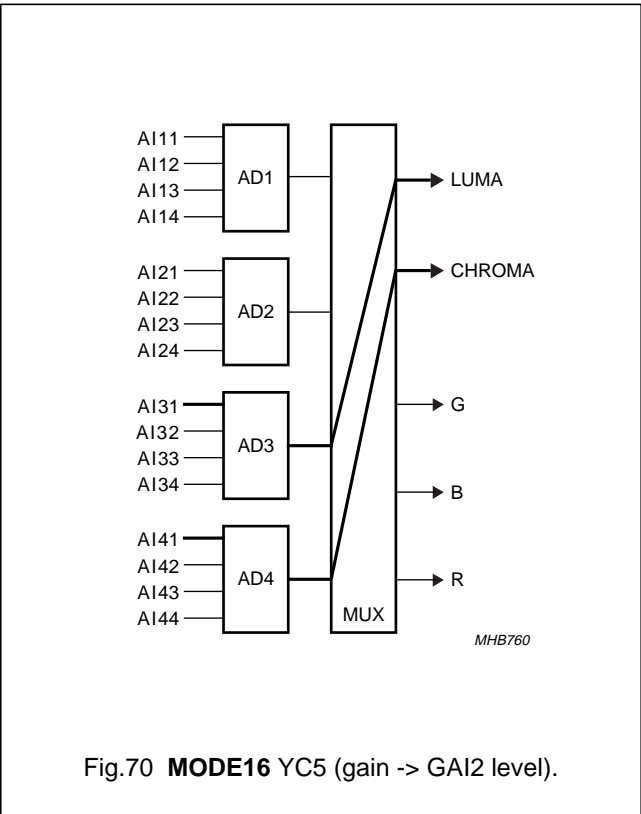 AI11
AI12
AI13
AI14
AD1
AI21
AI22
AI23
AI24
AD2
AI31
AI32
AI33
AI34
AD3
AI41
AI42
AI43
AI44
AD4
MUX
LUMA
CHROMA
G
B
R
MHB760
Fig.70 MODE16 YC5 (gain -> GAI2 level).